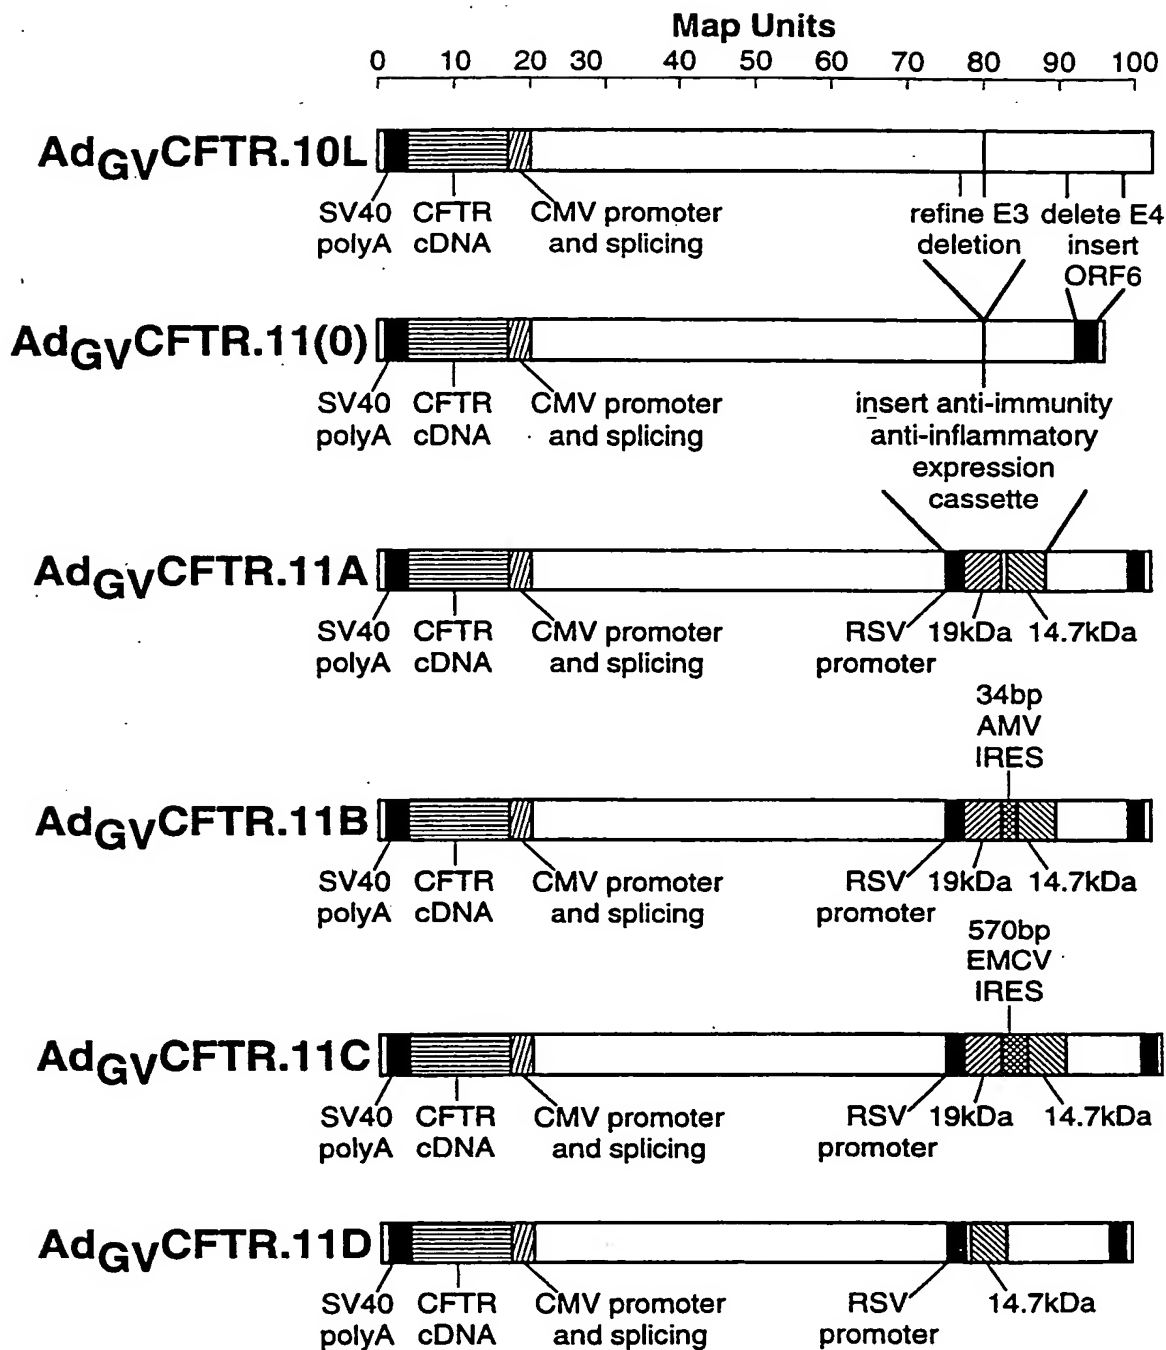 Map Units
0 10 20 30 40 50 60 70 80 90 100
AdGVCFTR.10L
SV40 CFTR CMV promoter refine E3 delete E4
polyA cDNA and splicing deletion insert
ORF6
AdGVCFTR.11(0)
SV40 CFTR CMV promoter insert anti-immunity
polyA cDNA and splicing anti-inflammatory
expression
cassette
AdGVCFTR.11A
SV40 CFTR CMV promoter RSV 19kDa 14.7kDa
polyA cDNA and splicing promoter
34bp
AMV
IRES
AdGVCFTR.11B
SV40 CFTR CMV promoter RSV 19kDa 14.7kDa
polyA cDNA and splicing promoter
570bp
EMCV
IRES
AdGVCFTR.11C
SV40 CFTR CMV promoter RSV 19kDa 14.7kDa
polyA cDNA and splicing promoter
AdGVCFTR.11D
SV40 CFTR CMV promoter RSV 14.7kDa
polyA cDNA and splicing promoter